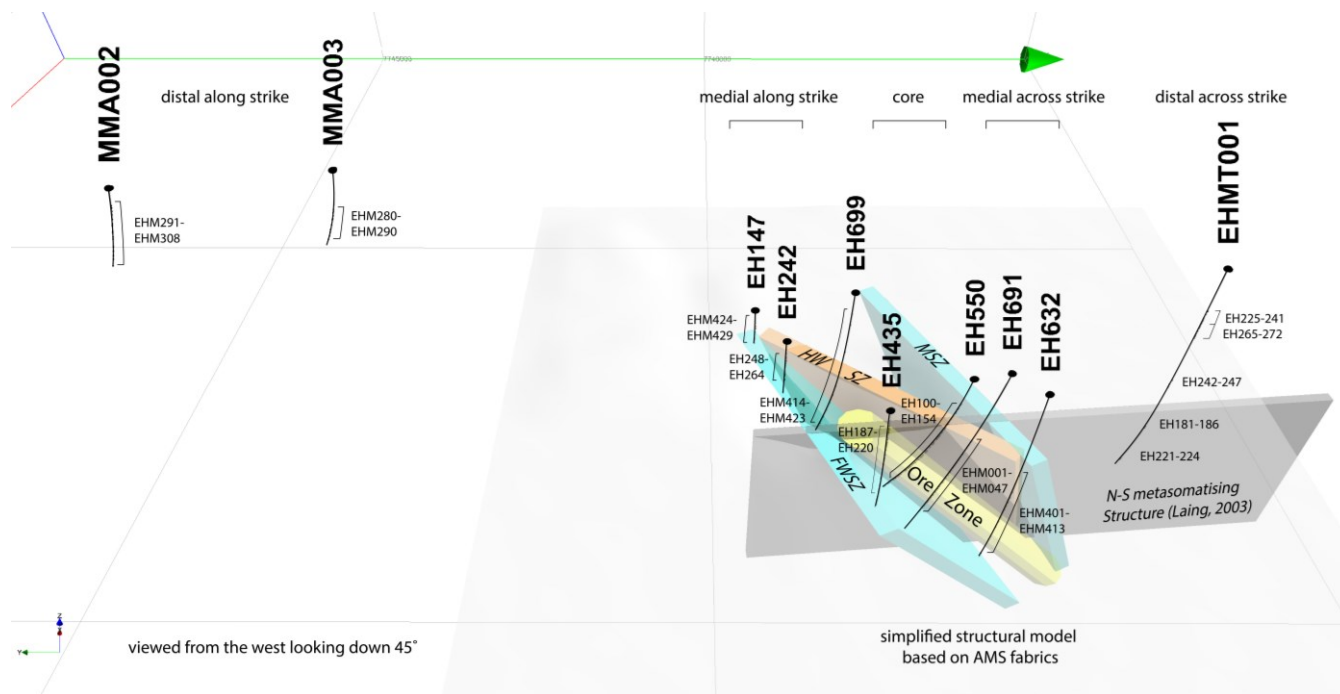 7745000
7740000
MMA002
distal along strike
MMA003
medial along strike
core
medial across strike
distal across strike
EHMT001
EHM291-
EHM308
EHM280-
EHM290
EH147
EH242
EH699
EH435
EH550
EH691
EH632
EHM424-
EHM429
EH248-
EH264
EHM414-
EHM423
HW SZ
MSZ
FWSZ
Ore Zone
EH187-
EH220
EH100-
EH154
EHM001-
EHM047
EHM401-
EHM413
EH225-241
EH265-272
EH242-247
EH181-186
EH221-224
N-S metasomatising
Structure (Laing, 2003)
Z
Y
viewed from the west looking down 45°
simplified structural model
based on AMS fabrics